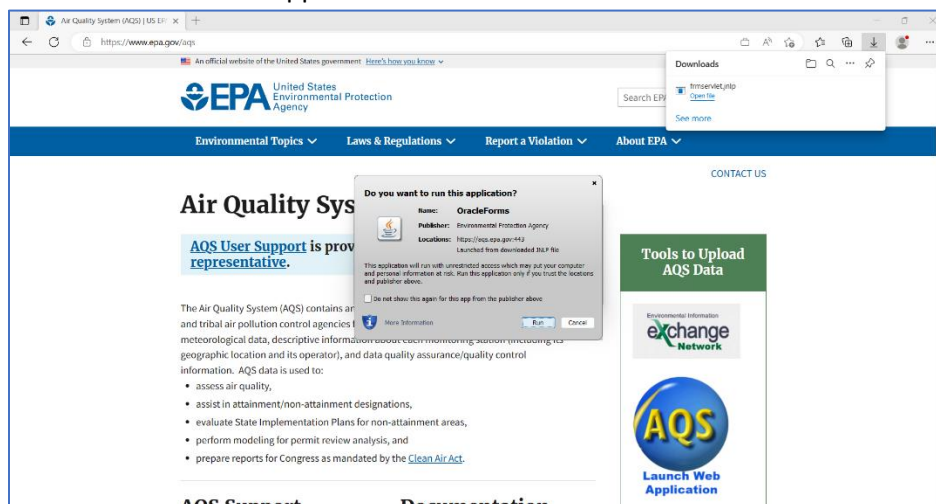 Air Quality System (AQS) | US EP
https://www.epa.gov/aqs
An official website of the United States government Here's how you know
Downloads
frmservlet.jnlp
Open file
See more
EPA United States
Environmental Protection
Agency
Search EP
Environmental Topics Laws & Regulations Report a Violation About EPA
CONTACT US
Air Quality Sys
AQS User Support is prov
representative.
Do you want to run this application?
Name: OracleForms
Publisher: Environmental Protection Agency
Locations: https://aqs.epa.gov:443
Launched from downloaded JNLP file
This application will run with unrestricted access which may put your computer
and personal information at risk. Run this application only if you trust the locations
and publisher above.
Do not show this again for this app from the publisher above
More Information
Run Cancel
The Air Quality System (AQS) contains
and tribal air pollution control agencies
meteorological data, descriptive information about each monitoring station (including its
geographic location and its operator), and data quality assurance/quality control
information. AQS data is used to:
• assess air quality,
• assist in attainment/non-attainment designations,
• evaluate State Implementation Plans for non-attainment areas,
• perform modeling for permit review analysis, and
• prepare reports for Congress as mandated by the Clean Air Act.
Tools to Upload
AQS Data
Environmental Information
eXchange
Network
AQS
Launch Web
Application
AQS Support Documentation